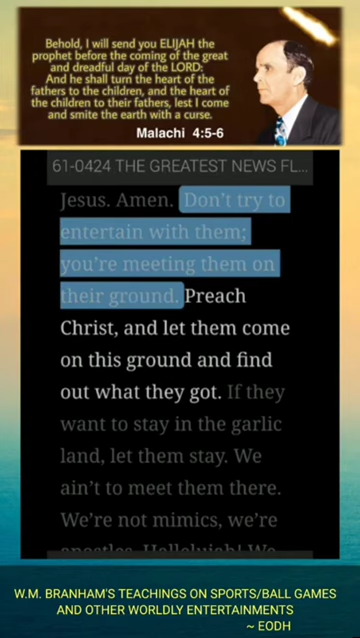 Behold, I will send you ELIJAH the
prophet before the coming of the great
and dreadful day of the LORD:
And he shall turn the heart of the
fathers to the children, and the heart of
the children to their fathers, lest I come
and smite the earth with a curse.
Malachi 4:5-6
61-0424 THE GREATEST NEWS FL...
Jesus. Amen. Don't try to
entertain with them;
you're meeting them on
their ground. Preach
Christ, and let them come
on this ground and find
out what they got. If they
want to stay in the garlic
land, let them stay. We
ain't to meet them there.
We're not mimics, we're
apostles. Hallelujah! We
W.M. BRANHAM'S TEACHINGS ON SPORTS/BALL GAMES
AND OTHER WORLDLY ENTERTAINMENTS
~ EODH